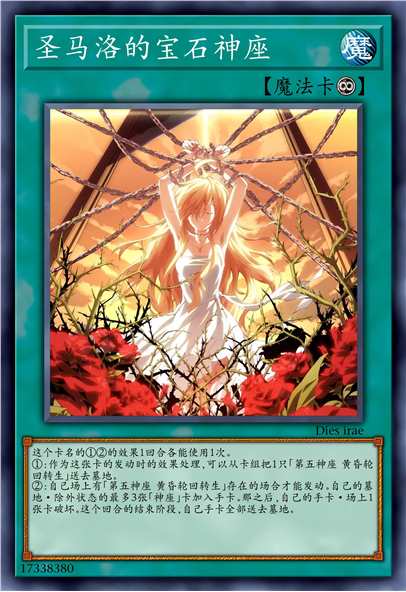 圣马洛的宝石神座
魔
【魔法卡】
Dies irae
这个卡名的①②的效果1回合各能使用1次。
①:作为这张卡的发动时的效果处理,可以从卡组把1只「第五神座 黄昏轮
回转生」送去墓地。
②:自己场上有「第五神座 黄昏轮回转生」存在的场合才能发动。自己的墓
地·除外状态的最多3张「神座」卡加入手卡。那之后,自己的手卡·场上1
张卡破坏。这个回合的结束阶段,自己手卡全部送去墓地。
17338380